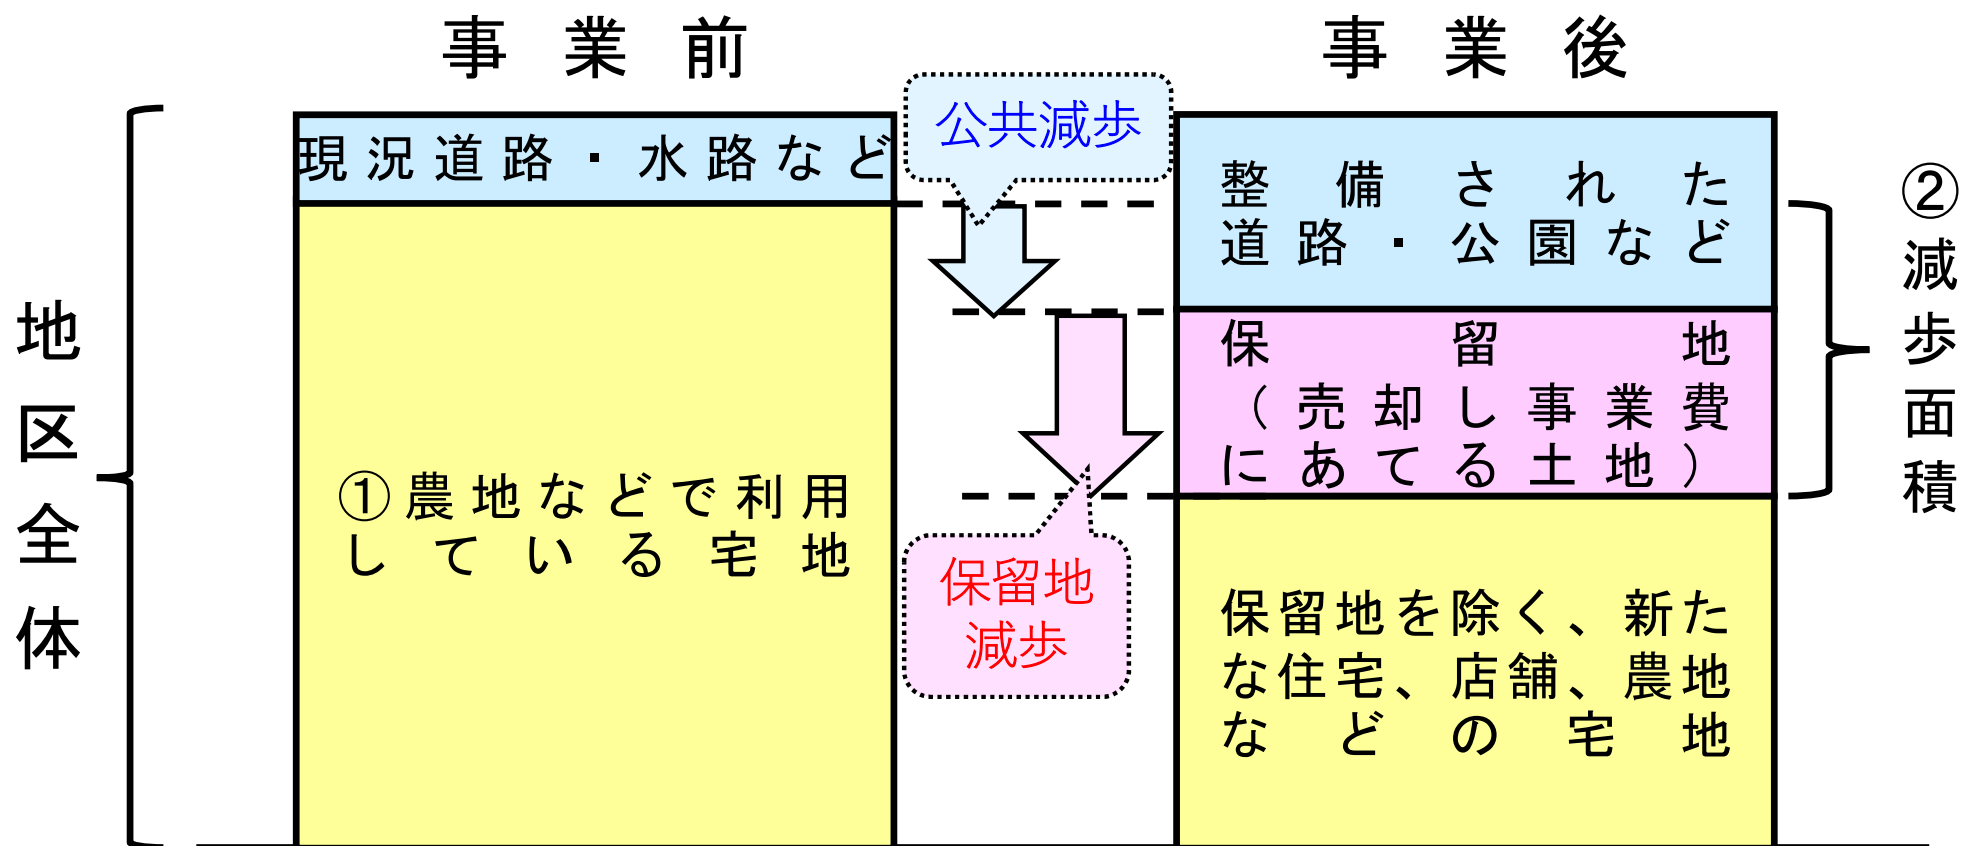 事業前
事業後
地区全体
現況道路・水路など
①農地などで利用
している宅地
公共減歩
保留地
減歩
整備された
道路・公園など
保留地
（売却し事業費
にあてる土地）
保留地を除く、新た
な住宅、店舗、農地
などの宅地
②減歩面積